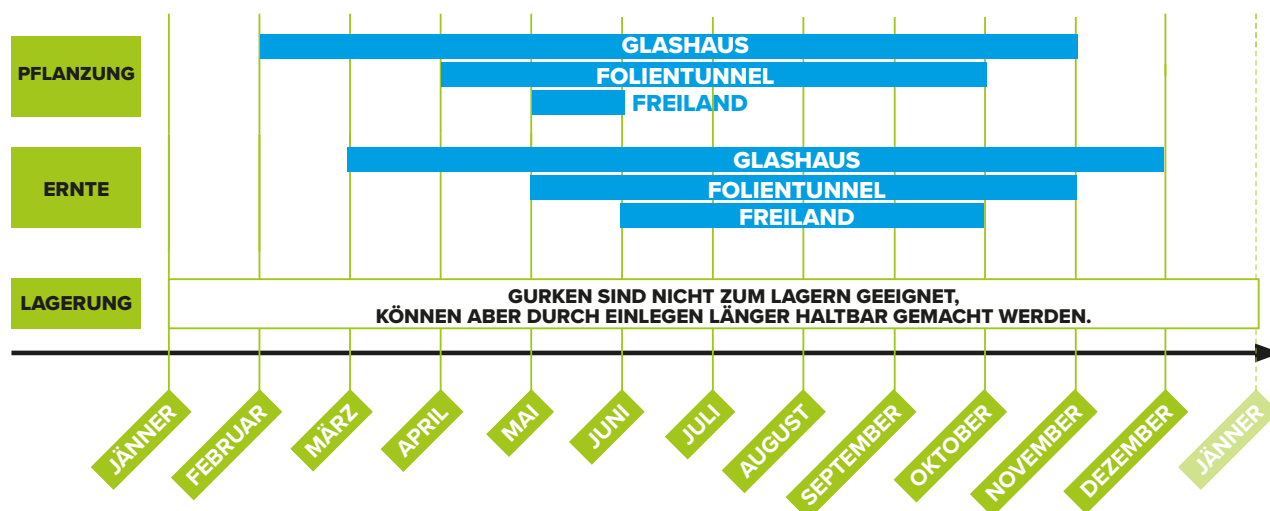 PFLANZUNG
GLASHAUS
FOLIENTUNNEL
FREILAND
ERNTE
GLASHAUS
FOLIENTUNNEL
FREILAND
LAGERUNG
GURKEN SIND NICHT ZUM LAGERN GEEIGNET,
KÖNNEN ABER DURCH EINLEGEN LÄNGER HALTBAR GEMACHT WERDEN.
JÄNNER
FEBRUAR
MÄRZ
APRIL
MAI
JUNI
JULI
AUGUST
SEPTEMBER
OKTOBER
NOVEMBER
DEZEMBER
JÄNNER